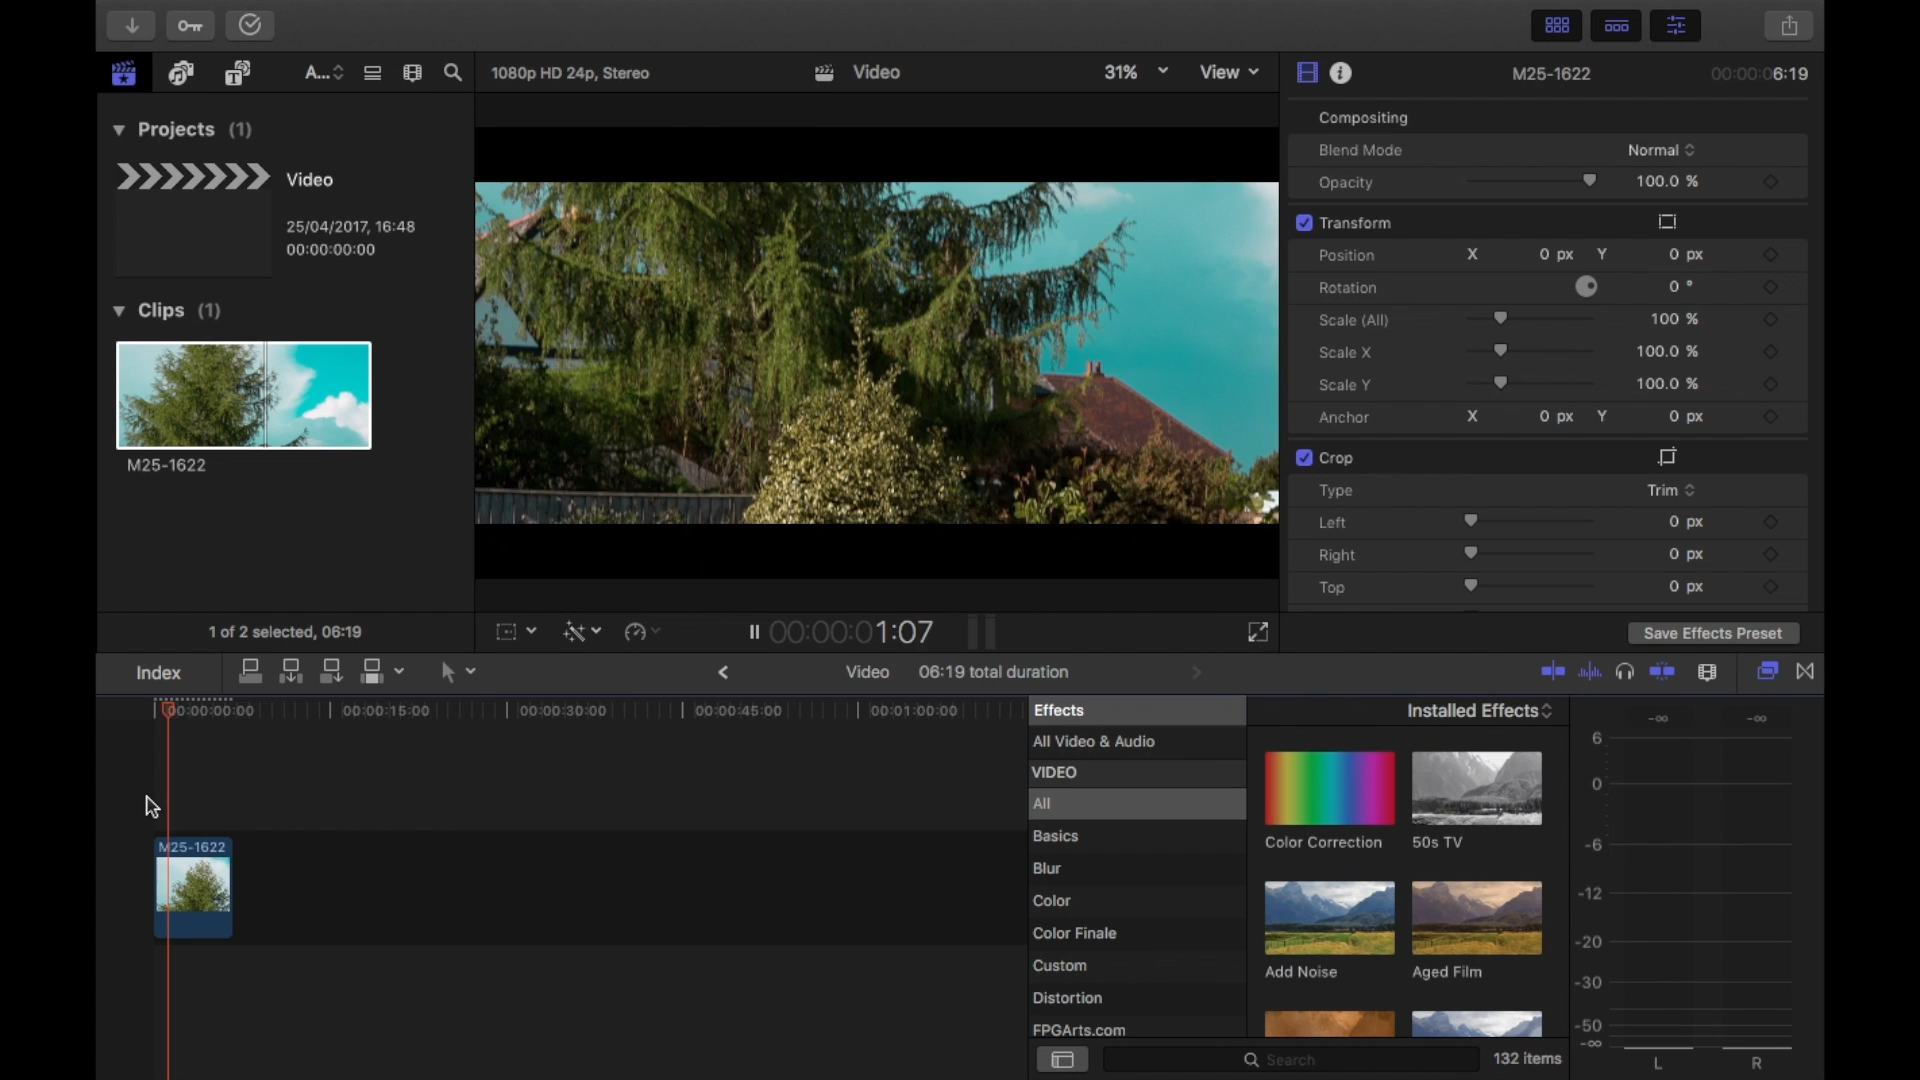 A...
1080p HD 24p, Stereo
Video
31%
View
M25-1622
00:00:06:19
Projects (1)
Video
25/04/2017, 16:48
00:00:00:00
Clips (1)
M25-1622
1 of 2 selected, 06:19
00:00:01:07
Compositing
Blend Mode Normal
Opacity 100.0 %
Transform
Position X 0 px Y 0 px
Rotation 0 °
Scale (All) 100 %
Scale X 100.0 %
Scale Y 100.0 %
Anchor X 0 px Y 0 px
Crop
Type Trim
Left 0 px
Right 0 px
Top 0 px
Save Effects Preset
Index
Video 06:19 total duration
00:00:00:00 00:00:15:00 00:00:30:00 00:00:45:00 00:01:00:00
M25-1622
Effects
All Video & Audio
VIDEO
All
Basics
Blur
Color
Color Finale
Custom
Distortion
FPGArts.com
Installed Effects
Color Correction
50s TV
Add Noise
Aged Film
Search
132 items
-∞ -∞
6
0
-6
-12
-20
-30
-50
-∞
L R